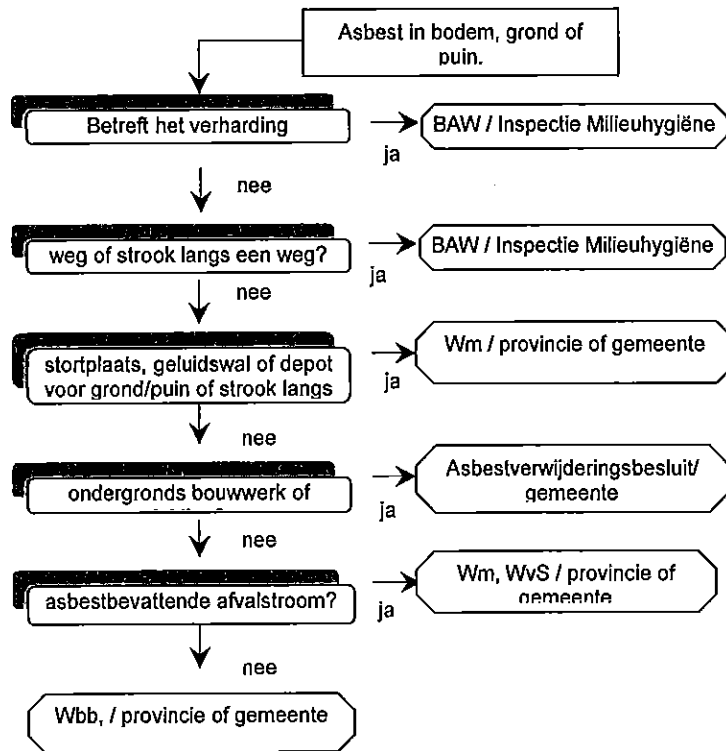 Asbest in bodem, grond of
puin.
Betreft het verharding
ja
BAW / Inspectie Milieuhygiëne
nee
weg of strook langs een weg?
ja
BAW / Inspectie Milieuhygiëne
nee
stortplaats, geluidswal of depot
voor grond/puin of strook langs
ja
Wm / provincie of gemeente
nee
ondergronds bouwwerk of
ja
Asbestverwijderingsbesluit/
gemeente
nee
asbestbevattende afvalstroom?
ja
Wm, WvS / provincie of
gemeente
nee
Wbb, / provincie of gemeente